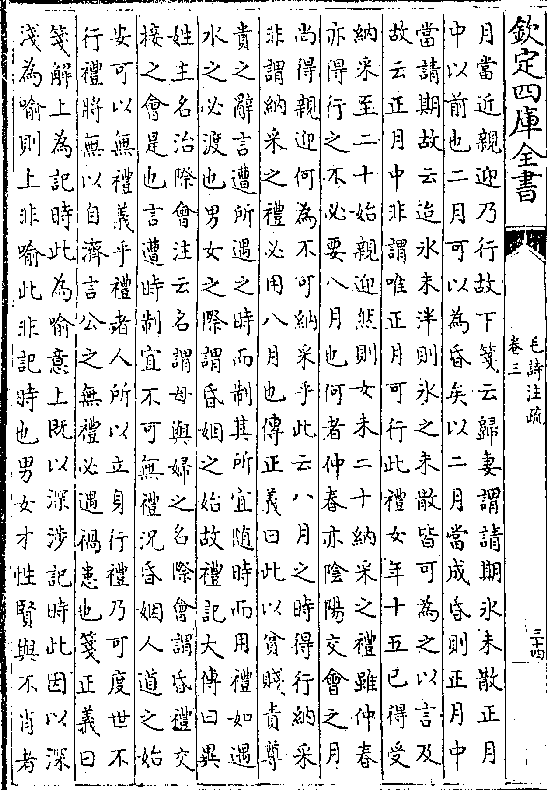 欽定四庫全書
毛詩注疏
卷三
三十四
月當近親迎乃行故下箋云歸妻謂請期冰未散正月
中以前也二月可以為昏矣以二月當成昏則正月中
當請期故云迨冰未泮則冰之未散皆可為之以言及
故云正月中非謂唯正月可行此禮女年十五已得受
納采至二十始親迎然則女未二十納采之禮雖仲春
亦得行之不必要八月也何者仲春亦陰陽交會之月
尚得親迎何為不可納采乎此云八月之時得行納采
非謂納采之禮必用八月也傳正義曰此以貧賤責尊
貴之辭言遭所遇之時而制其所宜隨時而用禮如遇
水之必渡也男女之際謂昏姻之始故禮記大傳曰異
姓主名治際會注云名謂母與婦之名際會謂昏禮交
接之會是也言遭時制宜不可無禮況昏姻人道之始
安可以無禮義乎禮者人所以立身行禮乃可度世不
行禮將無以自濟言公之無禮必遇禍患也箋正義曰
箋解上為記時此為喻意上既以深涉記時此因以深
淺為喻則上非喻此非記時也男女才性賢與不肖者